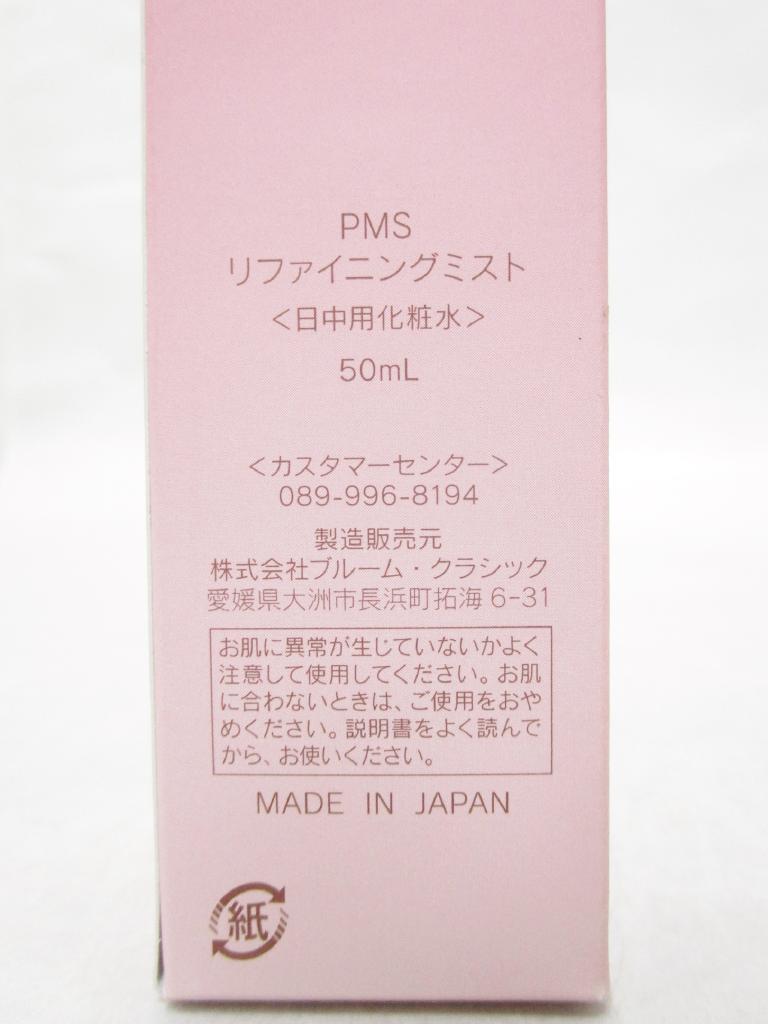 PMS
リファイニングミスト
<日中用化粧水>
50mL
<カスタマーセンター>
089-996-8194
製造販売元
株式会社ブルーム・クラシック
愛媛県大洲市長浜町拓海6-31
お肌に異常が生じていないかよく
注意して使用してください。お肌
に合わないときは、ご使用をおや
めください。説明書をよく読んで
から、お使いください。
MADE IN JAPAN
紙